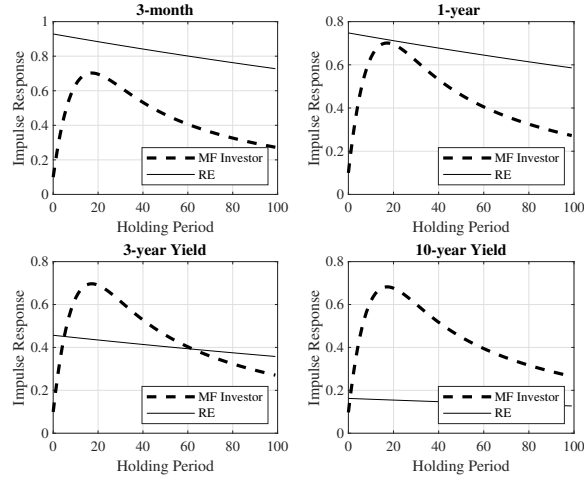 3-month
1
0.8
0.6
0.4
0.2
0
Impulse Response
0 20 40 60 80 100
Holding Period
MF Investor
RE
1-year
0.8
0.6
0.4
0.2
0
Impulse Response
0 20 40 60 80 100
Holding Period
MF Investor
RE
3-year Yield
0.8
0.6
0.4
0.2
0
Impulse Response
0 20 40 60 80 100
Holding Period
MF Investor
RE
10-year Yield
0.8
0.6
0.4
0.2
0
Impulse Response
0 20 40 60 80 100
Holding Period
MF Investor
RE